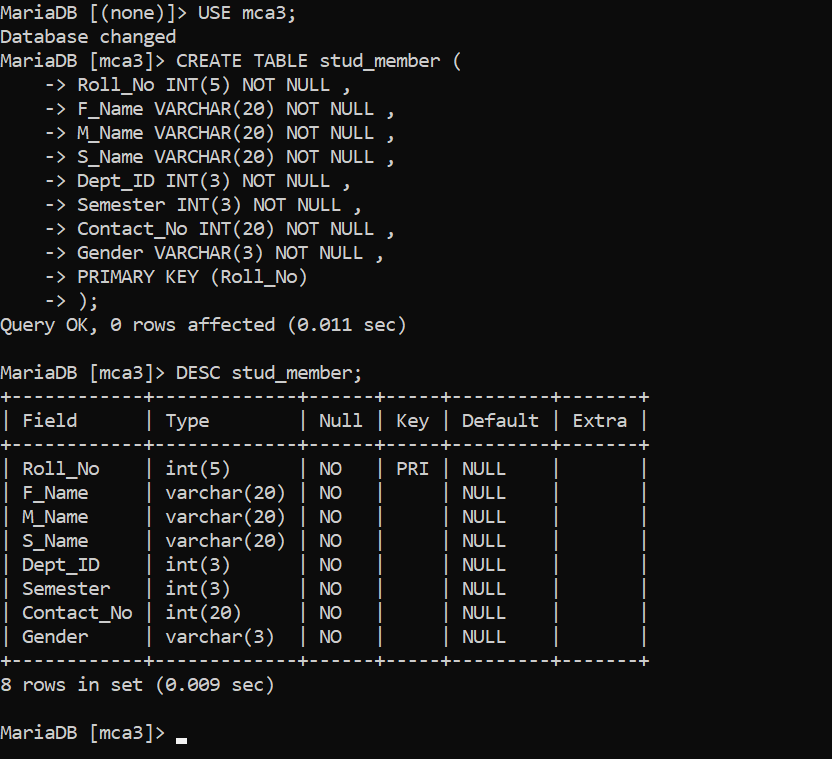 MariaDB [(none)]> USE mca3;
Database changed
MariaDB [mca3]> CREATE TABLE stud_member (
    -> Roll_No INT(5) NOT NULL ,
    -> F_Name VARCHAR(20) NOT NULL ,
    -> M_Name VARCHAR(20) NOT NULL ,
    -> S_Name VARCHAR(20) NOT NULL ,
    -> Dept_ID INT(3) NOT NULL ,
    -> Semester INT(3) NOT NULL ,
    -> Contact_No INT(20) NOT NULL ,
    -> Gender VARCHAR(3) NOT NULL ,
    -> PRIMARY KEY (Roll_No)
    -> );
Query OK, 0 rows affected (0.011 sec)

MariaDB [mca3]> DESC stud_member;
+------------+-------------+------+-----+---------+-------+
| Field      | Type        | Null | Key | Default | Extra |
+------------+-------------+------+-----+---------+-------+
| Roll_No    | int(5)      | NO   | PRI | NULL    |       |
| F_Name     | varchar(20) | NO   |     | NULL    |       |
| M_Name     | varchar(20) | NO   |     | NULL    |       |
| S_Name     | varchar(20) | NO   |     | NULL    |       |
| Dept_ID    | int(3)      | NO   |     | NULL    |       |
| Semester   | int(3)      | NO   |     | NULL    |       |
| Contact_No | int(20)     | NO   |     | NULL    |       |
| Gender     | varchar(3)  | NO   |     | NULL    |       |
+------------+-------------+------+-----+---------+-------+
8 rows in set (0.009 sec)

MariaDB [mca3]>